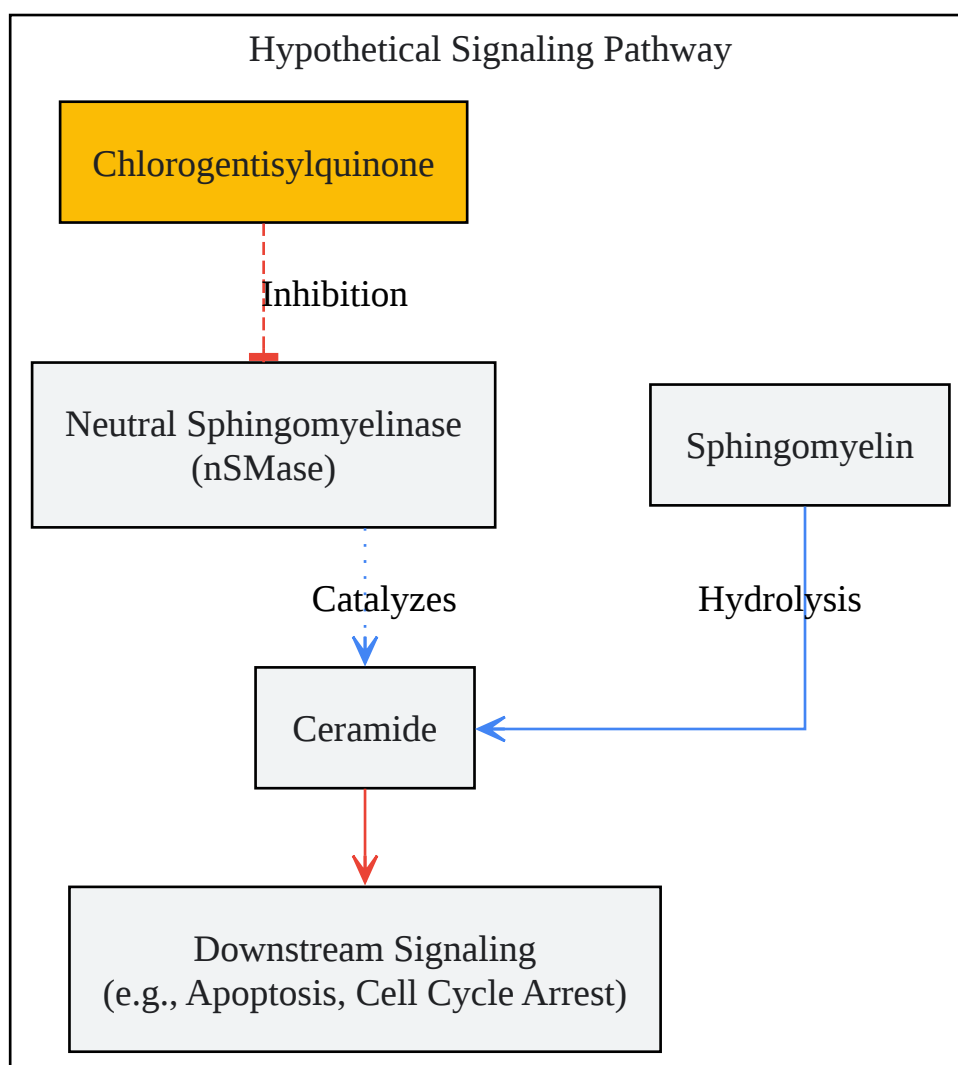 Hypothetical Signaling Pathway
Chlorogentisylquinone
Inhibition
Neutral Sphingomyelinase
(nSMase)
Sphingomyelin
Catalyzes
Hydrolysis
Ceramide
Downstream Signaling
(e.g., Apoptosis, Cell Cycle Arrest)